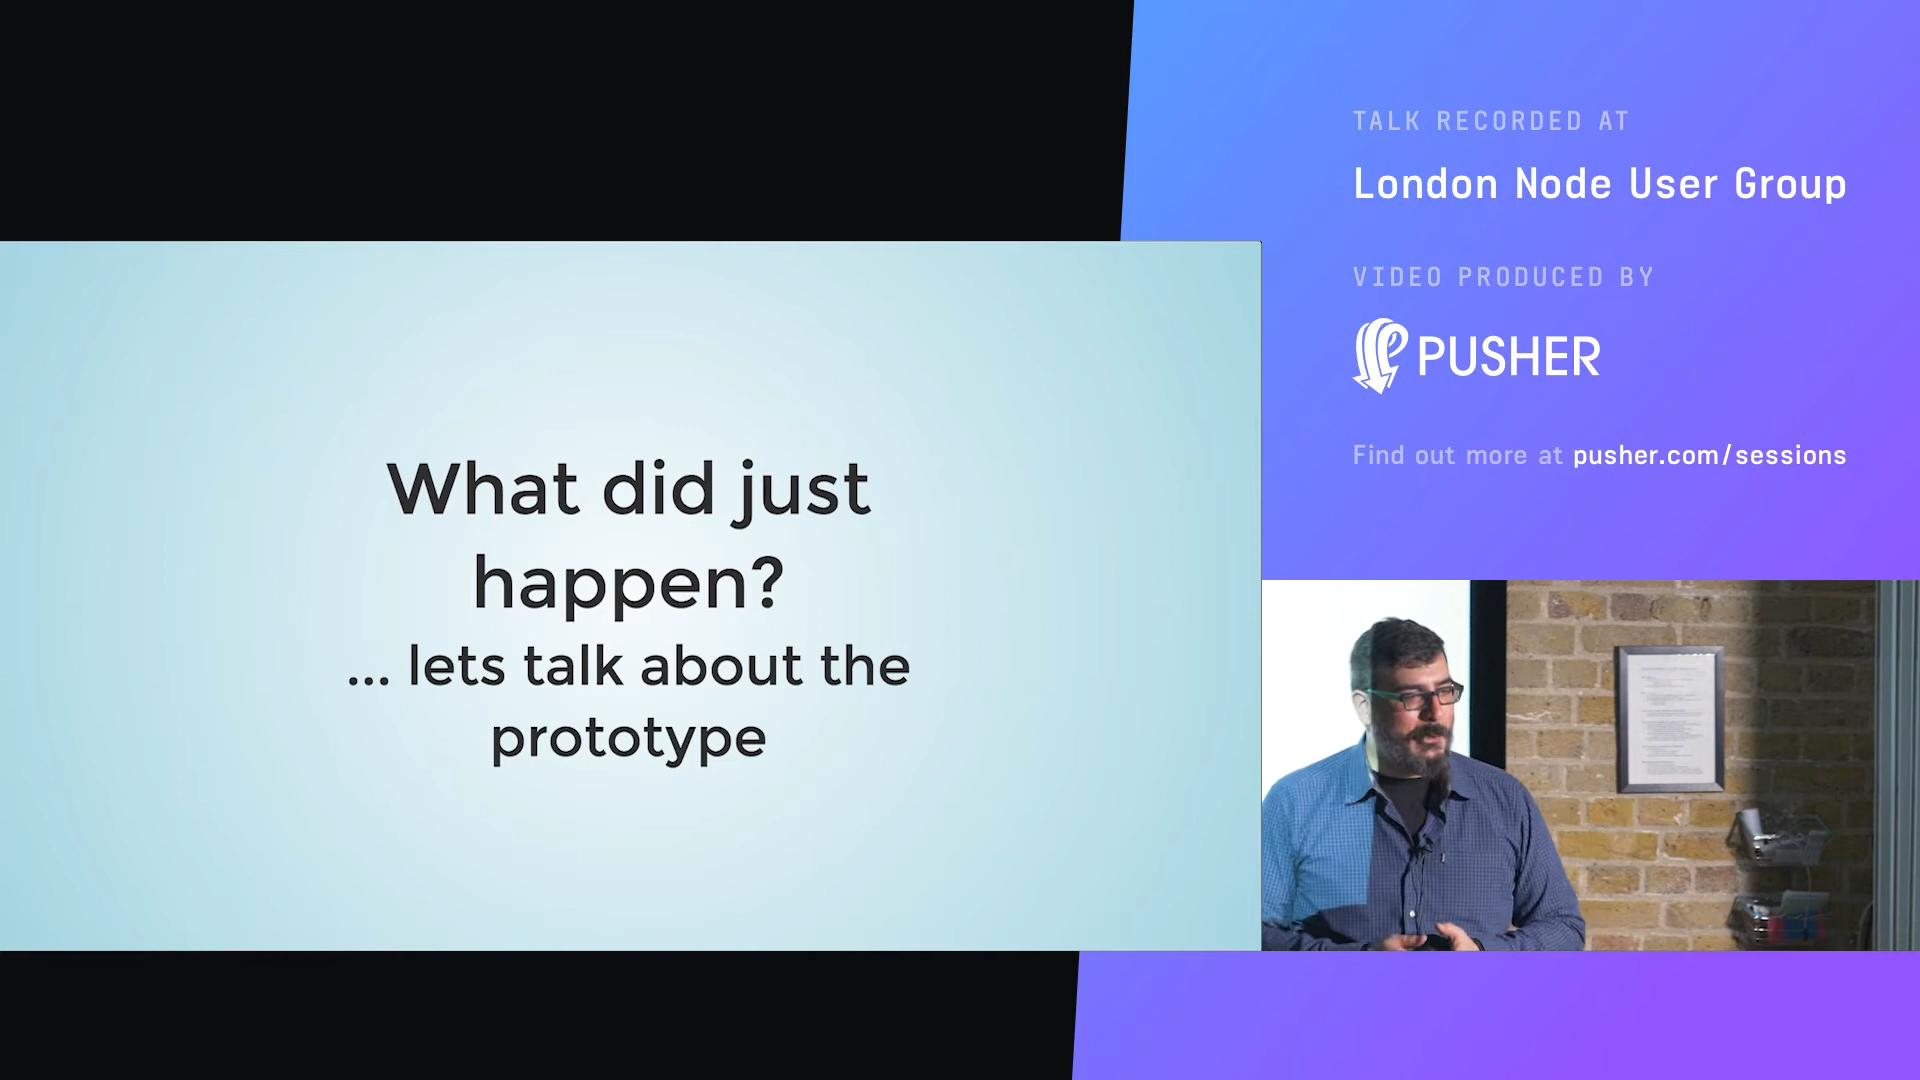 What did just
happen?
... lets talk about the
prototype
TALK RECORDED AT
London Node User Group
VIDEO PRODUCED BY
PUSHER
Find out more at pusher.com/sessions